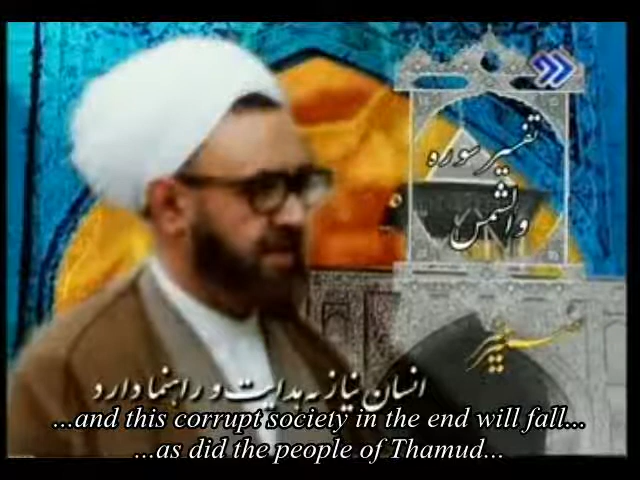 تفسیر سوره
والشمس
انسان نیاز به هدایت و راهنما دارد
...and this corrupt society in the end will fall...
...as did the people of Thamud...